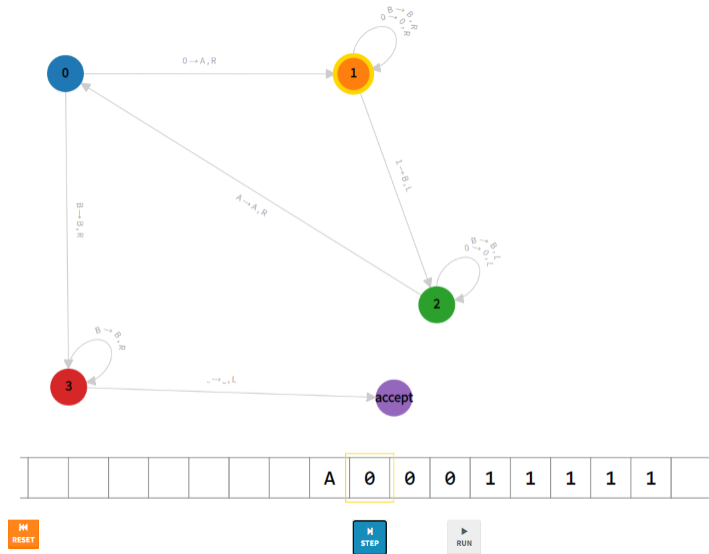 B→B,R
0→0,R
0
0→A,R
1
1→B,L
A→A,R
B→B,R
B→B,L
0→0,L
2
B→B,R
3
_→_,L
accept
A 0 0 0 1 1 1 1 1
RESET
STEP
RUN